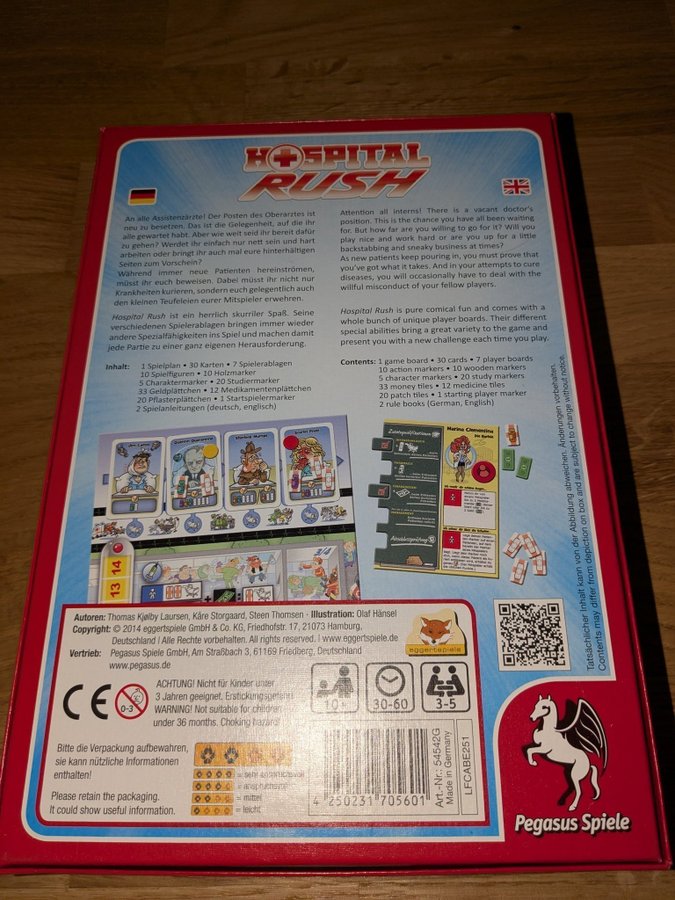 HOSPITAL
RUSH
An alle Assistenzärzte! Der Posten des Oberarztes ist
neu zu besetzen. Das ist die Gelegenheit, auf die ihr
alle gewartet habt. Aber wie weit seid ihr bereit dafür
zu gehen? Werdet ihr einfach nur nett sein und hart
arbeiten oder bringt ihr auch mal eure hinterhältigen
Seiten zum Vorschein?
Während immer neue Patienten hereinströmen,
müsst ihr euch beweisen. Dabei müsst ihr nicht nur
Krankheiten kurieren, sondern euch gelegentlich auch
den kleinen Teufeleien eurer Mitspieler erwehren.
Hospital Rush ist ein herrlich skurriler Spaß. Seine
verschiedenen Spielerablagen bringen immer wieder
andere Spezialfähigkeiten ins Spiel und machen damit
jede Partie zu einer ganz eigenen Herausforderung.
Inhalt: 1 Spielplan • 30 Karten • 7 Spielerablagen
10 Spielfiguren • 10 Holzmarker
5 Charaktermarker • 20 Studiermarker
33 Geldplättchen • 12 Medikamentenplättchen
20 Pflasterplättchen • 1 Startspielermarker
2 Spielanleitungen (deutsch, englisch)
Attention all interns! There is a vacant doctor's
position. This is the chance you have all been waiting
for. But how far are you willing to go for it? Will you
play nice and work hard or are you up for a little
backstabbing and sneaky business at times?
As new patients keep pouring in, you must prove that
you've got what it takes. And in your attempts to cure
diseases, you will occasionally have to deal with the
willful misconduct of your fellow players.
Hospital Rush is pure comical fun and comes with a
whole bunch of unique player boards. Their different
special abilities bring a great variety to the game and
present you with a new challenge each time you play.
Contents: 1 game board • 30 cards • 7 player boards
10 action markers • 10 wooden markers
5 character markers • 20 study markers
33 money tiles • 12 medicine tiles
20 patch tiles • 1 starting player marker
2 rule books (German, English)
Tatsächlicher Inhalt kann von der Abbildung abweichen. Änderungen vorbehalten.
Contents may differ from depiction on box and are subject to change without notice.
Marina Clementine
13 14
Autoren: Thomas Kjølby Laursen, Kåre Storgaard, Steen Thomsen • Illustration: Olaf Hänsel
Copyright: © 2014 eggertspiele GmbH & Co. KG, Friedhofstr. 17, 21073 Hamburg,
Deutschland | Alle Rechte vorbehalten. All rights reserved. | www.eggertspiele.de
Vertrieb: Pegasus Spiele GmbH, Am Straßbach 3, 61169 Friedberg, Deutschland
www.pegasus.de
eggertspiele
CE
0-3
ACHTUNG! Nicht für Kinder unter
3 Jahren geeignet. Erstickungsgefahr!
WARNING! Not suitable for children
under 36 months. Choking hazard!
10+
30-60
3-5
Bitte die Verpackung aufbewahren,
sie kann nützliche Informationen
enthalten!
Please retain the packaging.
It could show useful information.
= sehr anspruchsvoll
= anspruchsvoll
= mittel
= leicht
4 250231 705601
Art.-Nr.: 54542G
Made in Germany
LFCABE251
Pegasus Spiele